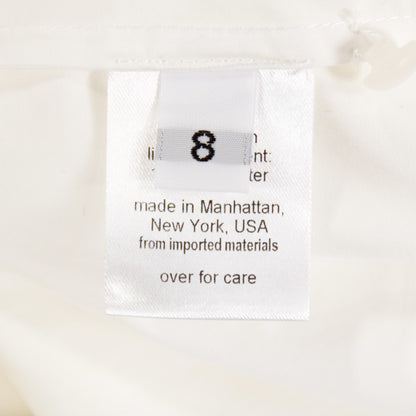 8
made in Manhattan,
New York, USA
from imported materials
over for care